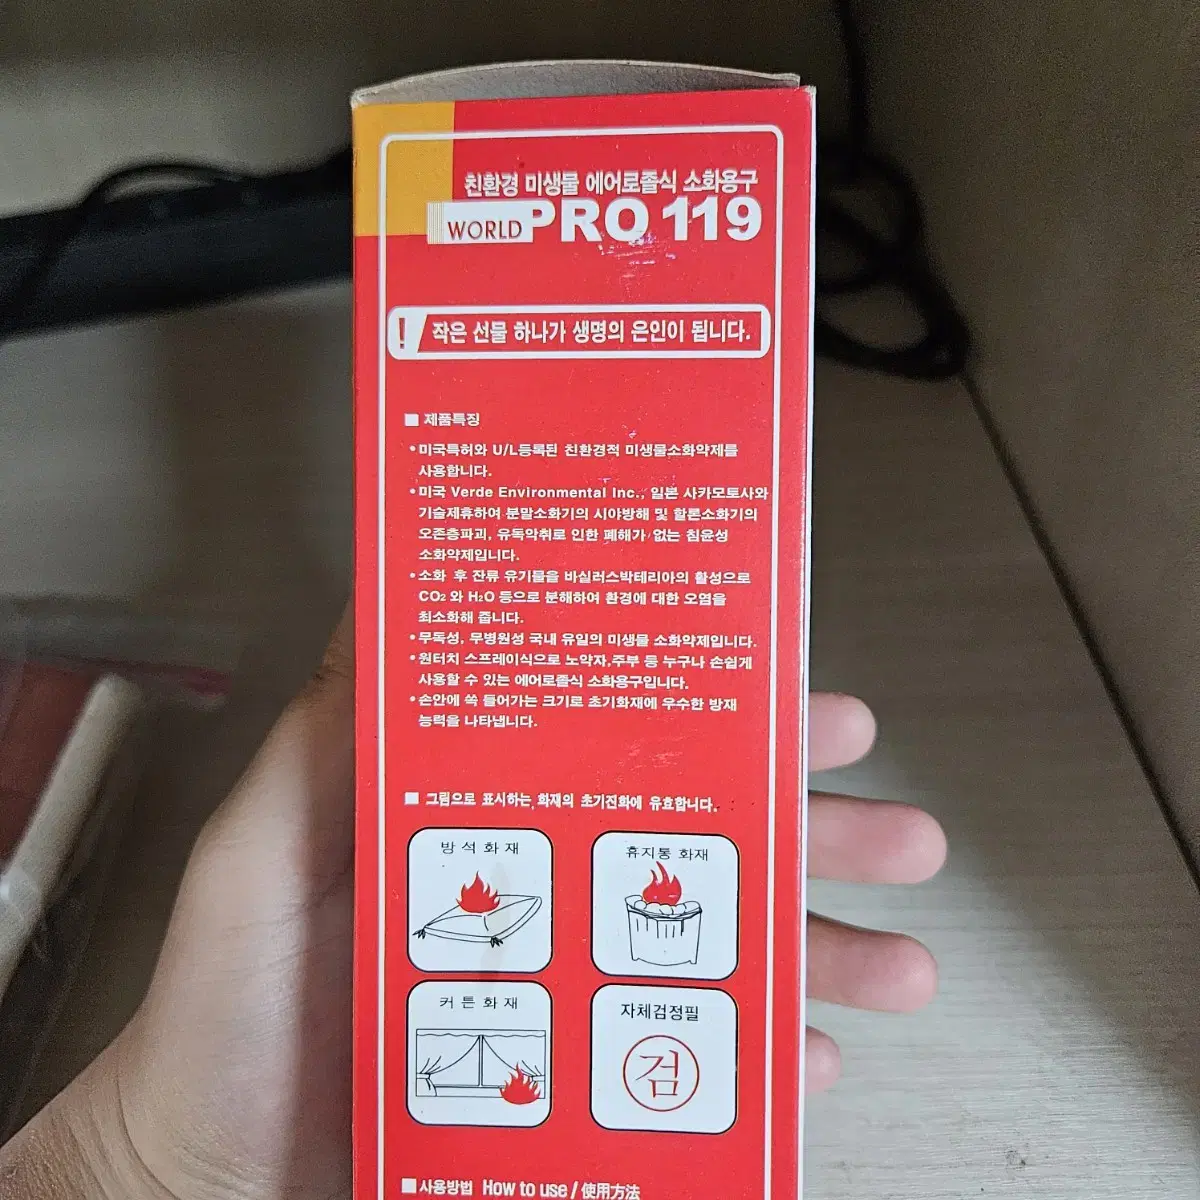 친환경 미생물 에어로졸식 소화용구
WORLD PRO 119
! 작은 선물 하나가 생명의 은인이 됩니다.
■ 제품특징
•미국특허와 U/L등록된 친환경적 미생물소화약제를
사용합니다.
•미국 Verde Environmental Inc., 일본 사카모토사와
기술제휴하여 분말소화기의 시야방해 및 할론소화기의
오존층파괴, 유독악취로 인한 폐해가 없는 침윤성
소화약제입니다.
•소화 후 잔류 유기물을 바실러스박테리아의 활성으로
CO2 와 H2O 등으로 분해하여 환경에 대한 오염을
최소화해 줍니다.
•무독성, 무병원성 국내 유일의 미생물 소화약제입니다.
•원터치 스프레이식으로 노약자,주부 등 누구나 손쉽게
사용할 수 있는 에어로졸식 소화용구입니다.
•손안에 쏙 들어가는 크기로 초기화재에 우수한 방재
능력을 나타냅니다.
■ 그림으로 표시하는 화재의 초기진화에 유효합니다.
방석화재
휴지통 화재
커튼화재
자체검정필
검
■사용방법 How to use / 使用方法